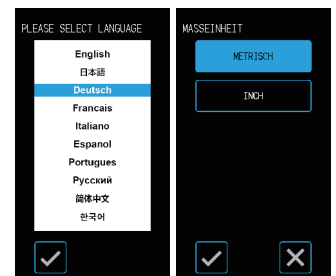 PLEASE SELECT LANGUAGE
English
日本語
Deutsch
Francais
Italiano
Espanol
Portugues
Русский
简体中文
한국어
MASSEINHEIT
METRISCH
INCH